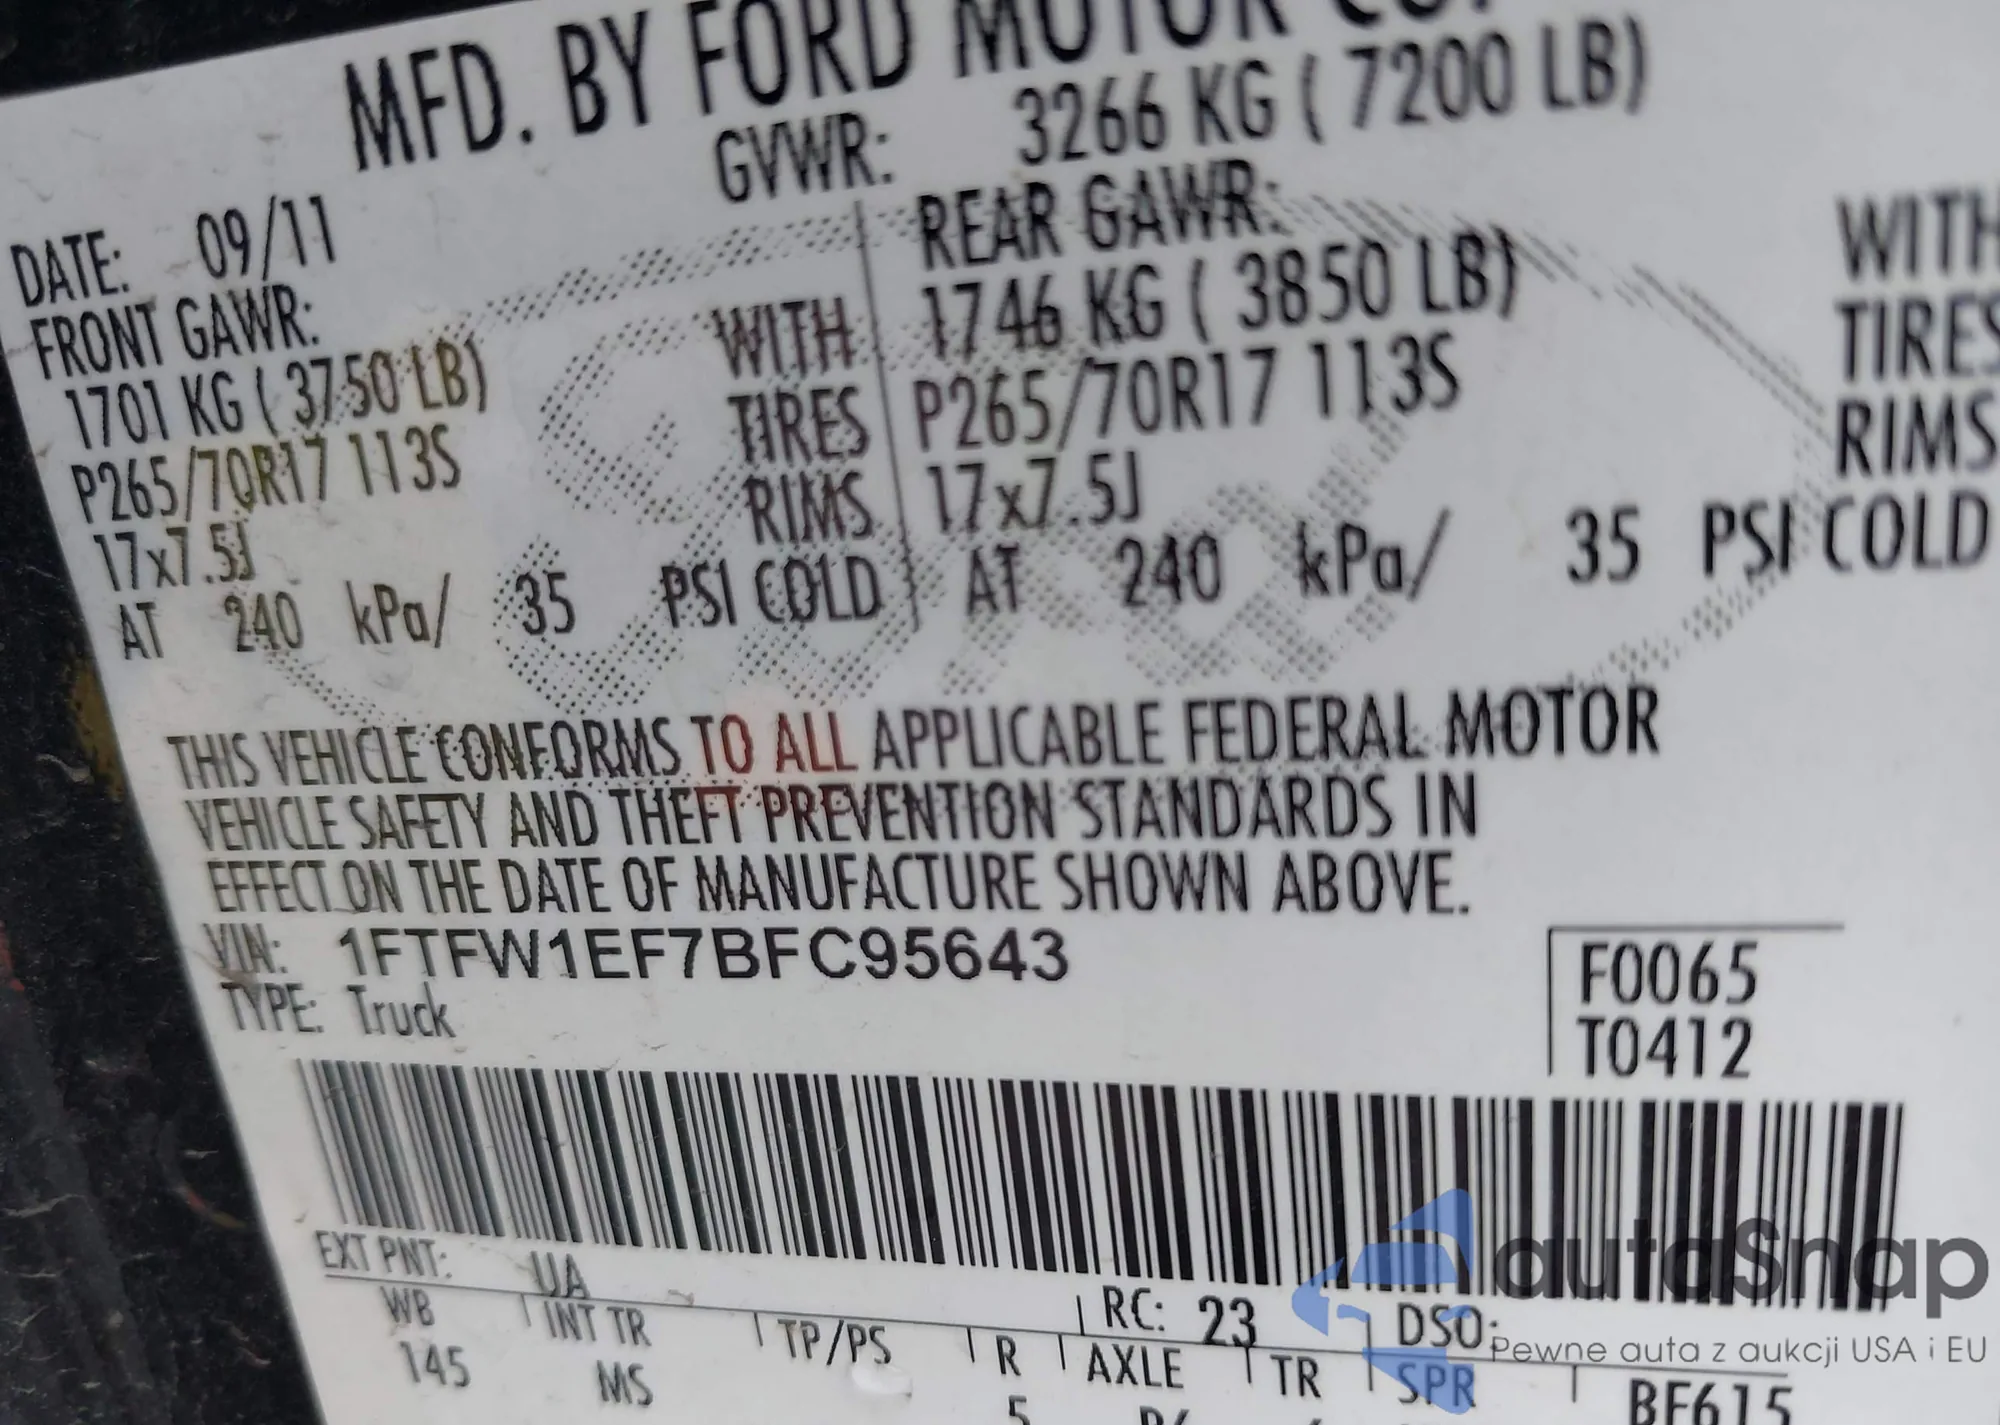 MFD. BY FORD MOTOR CO.
GVWR: 3266 KG ( 7200 LB)
DATE: 09/11
FRONT GAWR:
1701 KG ( 3750 LB)
WITH
P265/70R17 113S
TIRES
17x7.5J
RIMS
AT 240 kPa/ 35 PSI COLD
REAR GAWR:
1746 KG ( 3850 LB)
WITH
P265/70R17 113S
TIRES
17x7.5J
RIMS
AT 240 kPa/ 35 PSI COLD
THIS VEHICLE CONFORMS TO ALL APPLICABLE FEDERAL MOTOR
VEHICLE SAFETY AND THEFT PREVENTION STANDARDS IN
EFFECT ON THE DATE OF MANUFACTURE SHOWN ABOVE.
VIN: 1FTFW1EF7BFC95643
TYPE: Truck
F0065
T0412
EXT PNT: UA
RC: 23
DSO:
WB
INT TR
TP/PS
R
AXLE
TR
SPR
145
MS
5
BF615
autaSnap
Pewne auta z aukcji USA i EU